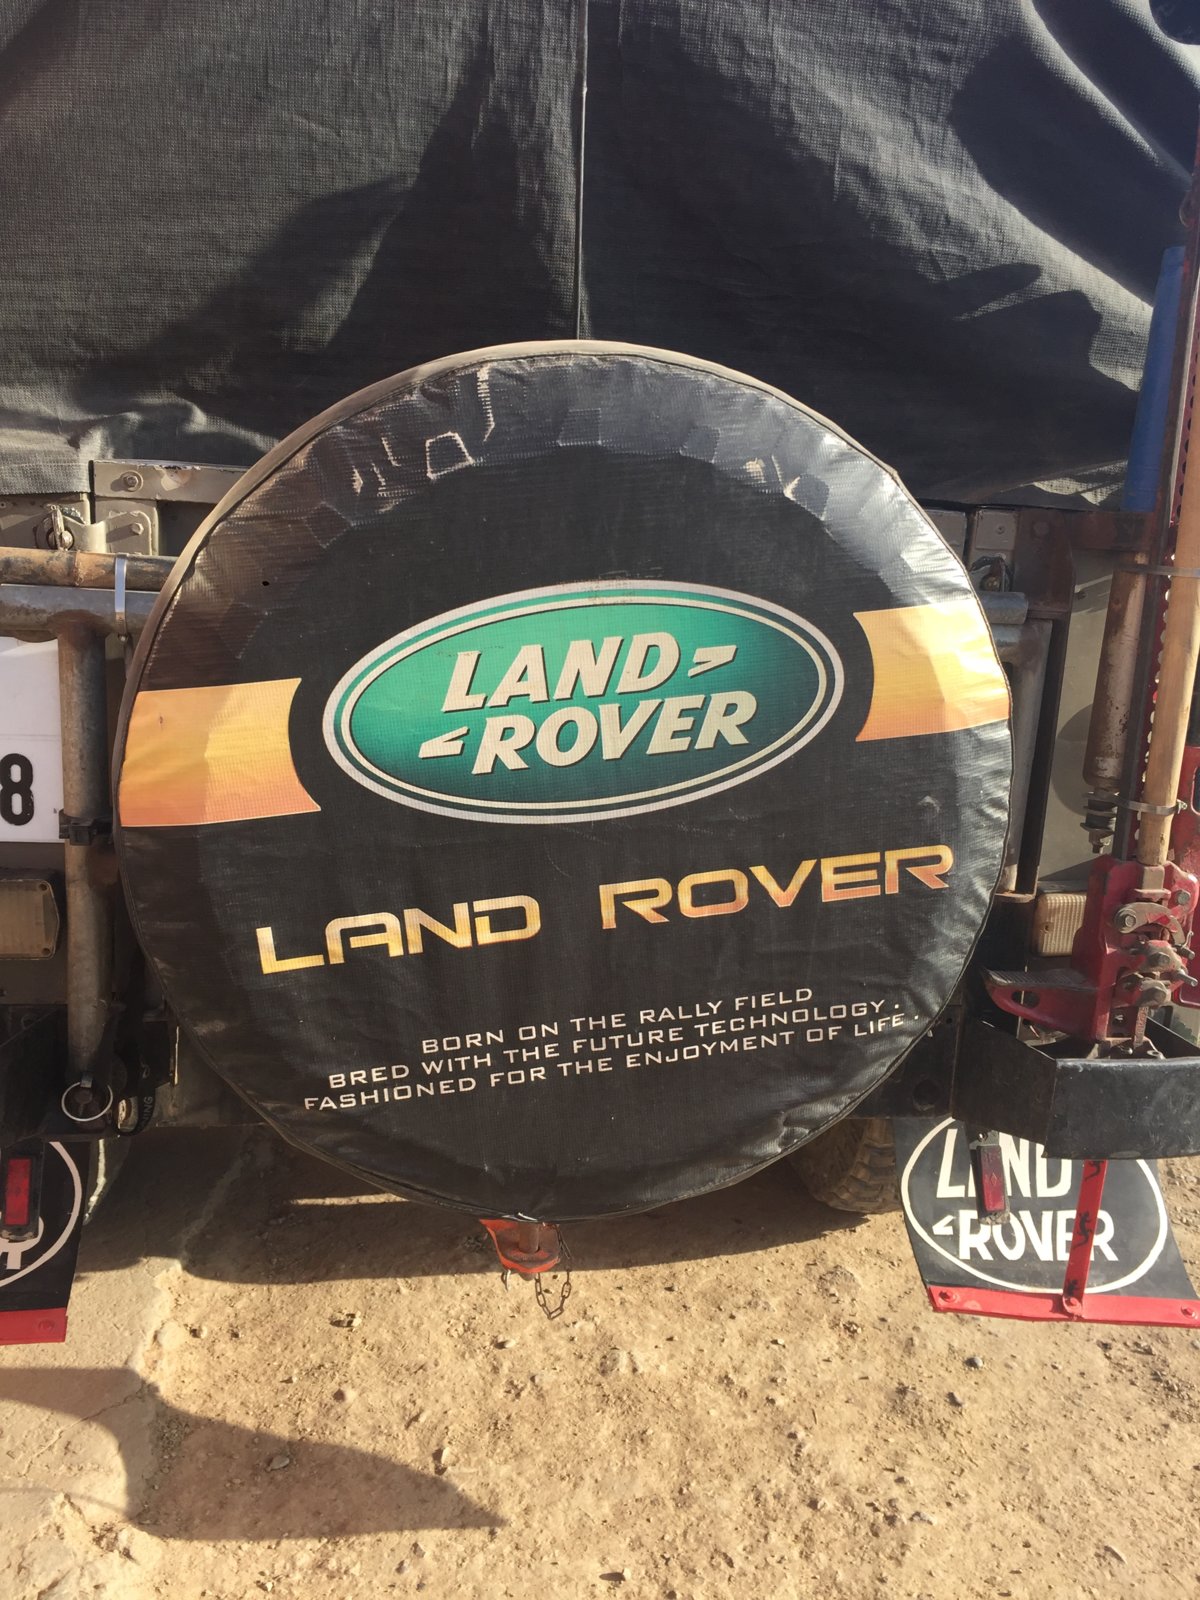 LAND
ROVER
LAND ROVER
BORN ON THE RALLY FIELD
BRED WITH THE FUTURE TECHNOLOGY.
FASHIONED FOR THE ENJOYMENT OF LIFE.
8
LAND
ROVER